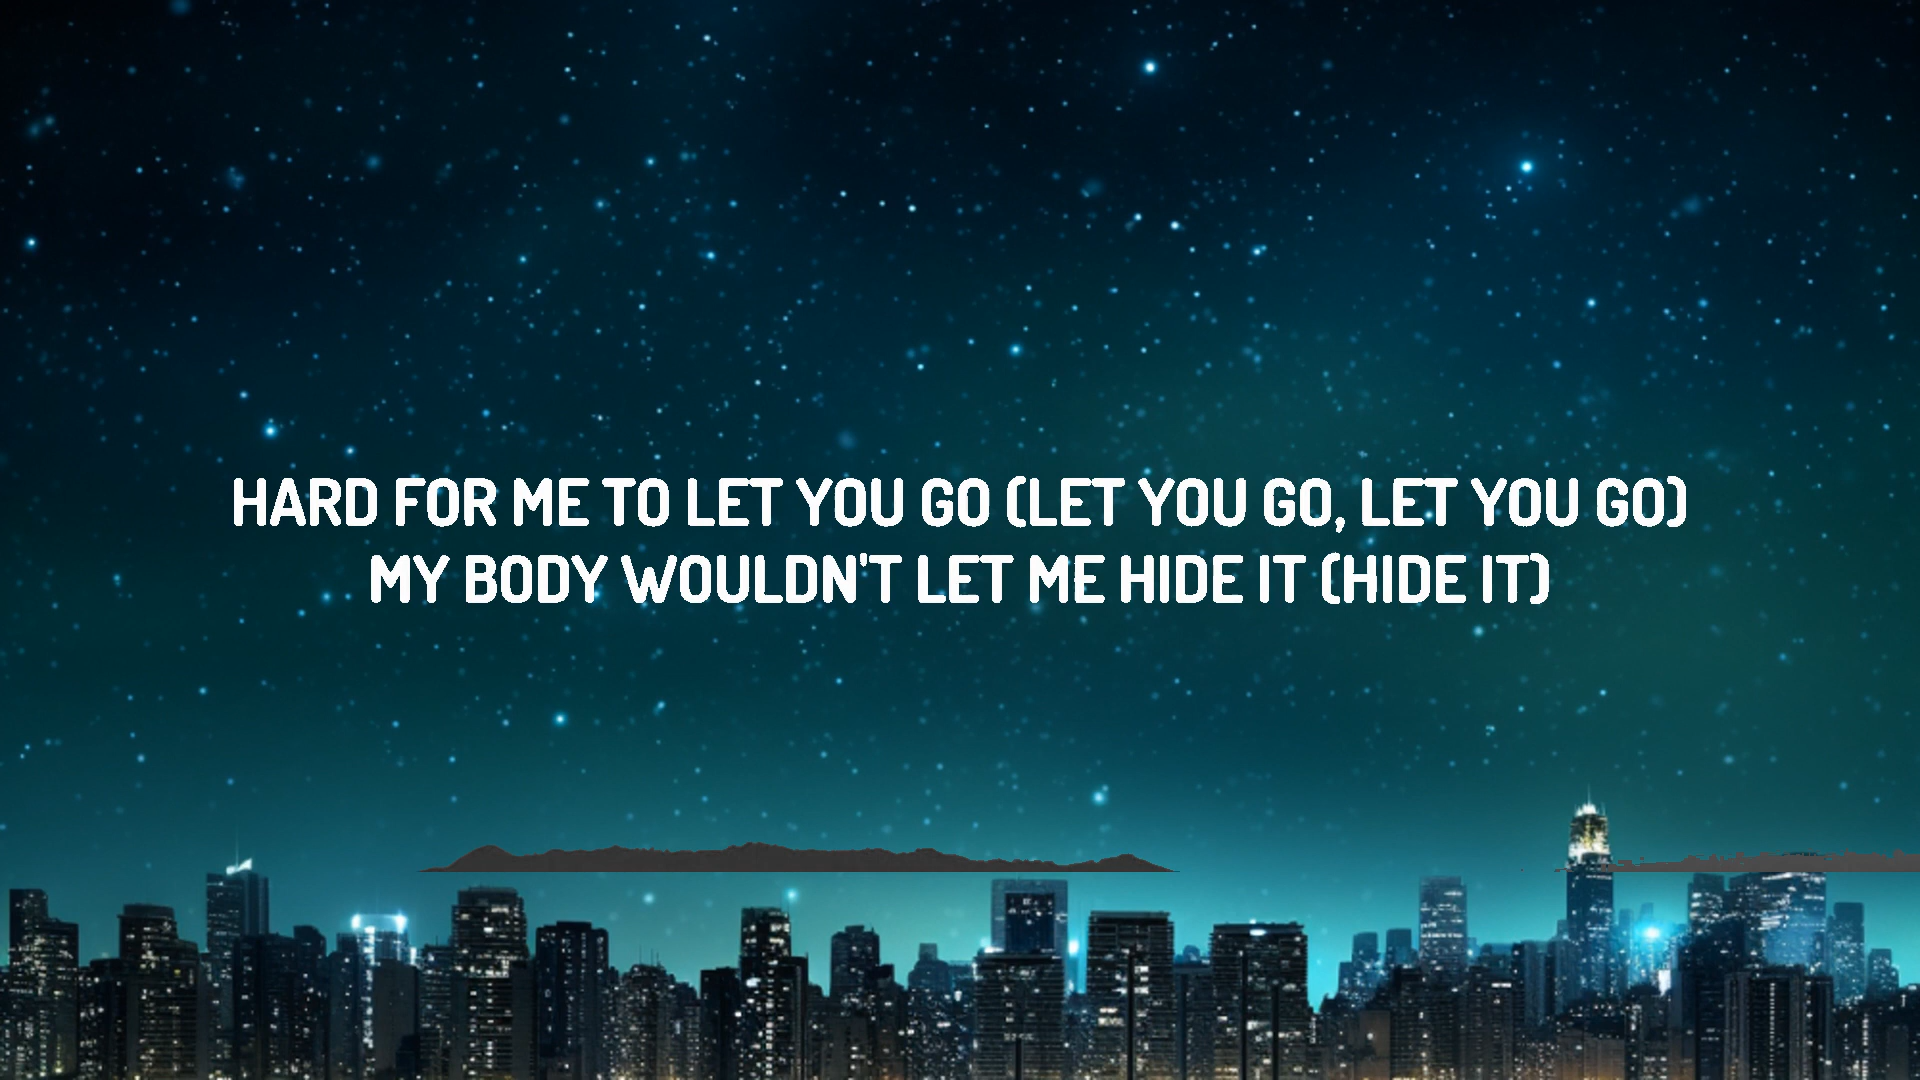 HARD FOR ME TO LET YOU GO (LET YOU GO, LET YOU GO)
MY BODY WOULDN'T LET ME HIDE IT (HIDE IT)